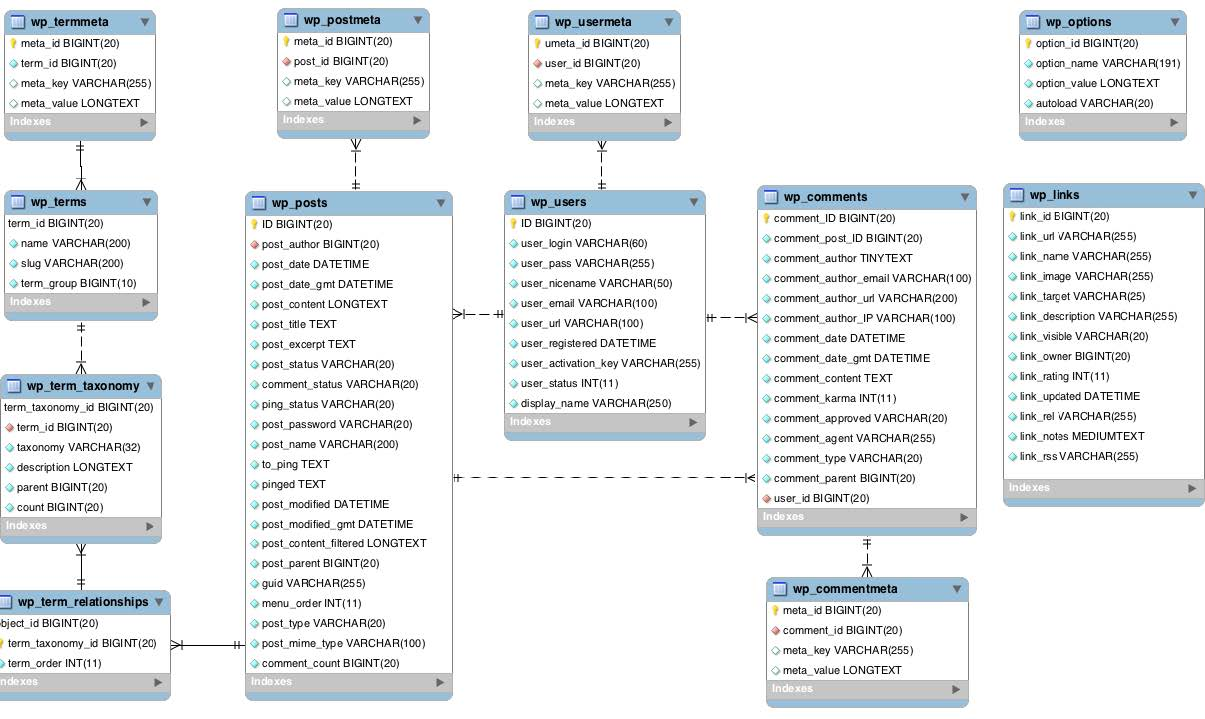 wp_termmeta
meta_id BIGINT(20)
term_id BIGINT(20)
meta_key VARCHAR(255)
meta_value LONGTEXT
Indexes
wp_postmeta
meta_id BIGINT(20)
post_id BIGINT(20)
meta_key VARCHAR(255)
meta_value LONGTEXT
Indexes
wp_usermeta
umeta_id BIGINT(20)
user_id BIGINT(20)
meta_key VARCHAR(255)
meta_value LONGTEXT
Indexes
wp_options
option_id BIGINT(20)
option_name VARCHAR(191)
option_value LONGTEXT
autoload VARCHAR(20)
Indexes
wp_terms
term_id BIGINT(20)
name VARCHAR(200)
slug VARCHAR(200)
term_group BIGINT(10)
Indexes
wp_term_taxonomy
term_taxonomy_id BIGINT(20)
term_id BIGINT(20)
taxonomy VARCHAR(32)
description LONGTEXT
parent BIGINT(20)
count BIGINT(20)
Indexes
wp_term_relationships
bject_id BIGINT(20)
term_taxonomy_id BIGINT(20)
term_order INT(11)
ndexes
wp_posts
ID BIGINT(20)
post_author BIGINT(20)
post_date DATETIME
post_date_gmt DATETIME
post_content LONGTEXT
post_title TEXT
post_excerpt TEXT
post_status VARCHAR(20)
comment_status VARCHAR(20)
ping_status VARCHAR(20)
post_password VARCHAR(20)
post_name VARCHAR(200)
to_ping TEXT
pinged TEXT
post_modified DATETIME
post_modified_gmt DATETIME
post_content_filtered LONGTEXT
post_parent BIGINT(20)
guid VARCHAR(255)
menu_order INT(11)
post_type VARCHAR(20)
post_mime_type VARCHAR(100)
comment_count BIGINT(20)
Indexes
wp_users
ID BIGINT(20)
user_login VARCHAR(60)
user_pass VARCHAR(255)
user_nicename VARCHAR(50)
user_email VARCHAR(100)
user_url VARCHAR(100)
user_registered DATETIME
user_activation_key VARCHAR(255)
user_status INT(11)
display_name VARCHAR(250)
Indexes
wp_comments
comment_ID BIGINT(20)
comment_post_ID BIGINT(20)
comment_author TINYTEXT
comment_author_email VARCHAR(100)
comment_author_url VARCHAR(200)
comment_author_IP VARCHAR(100)
comment_date DATETIME
comment_date_gmt DATETIME
comment_content TEXT
comment_karma INT(11)
comment_approved VARCHAR(20)
comment_agent VARCHAR(255)
comment_type VARCHAR(20)
comment_parent BIGINT(20)
user_id BIGINT(20)
Indexes
wp_commentmeta
meta_id BIGINT(20)
comment_id BIGINT(20)
meta_key VARCHAR(255)
meta_value LONGTEXT
Indexes
wp_links
link_id BIGINT(20)
link_url VARCHAR(255)
link_name VARCHAR(255)
link_image VARCHAR(255)
link_target VARCHAR(25)
link_description VARCHAR(255)
link_visible VARCHAR(20)
link_owner BIGINT(20)
link_rating INT(11)
link_updated DATETIME
link_rel VARCHAR(255)
link_notes MEDIUMTEXT
link_rss VARCHAR(255)
Indexes